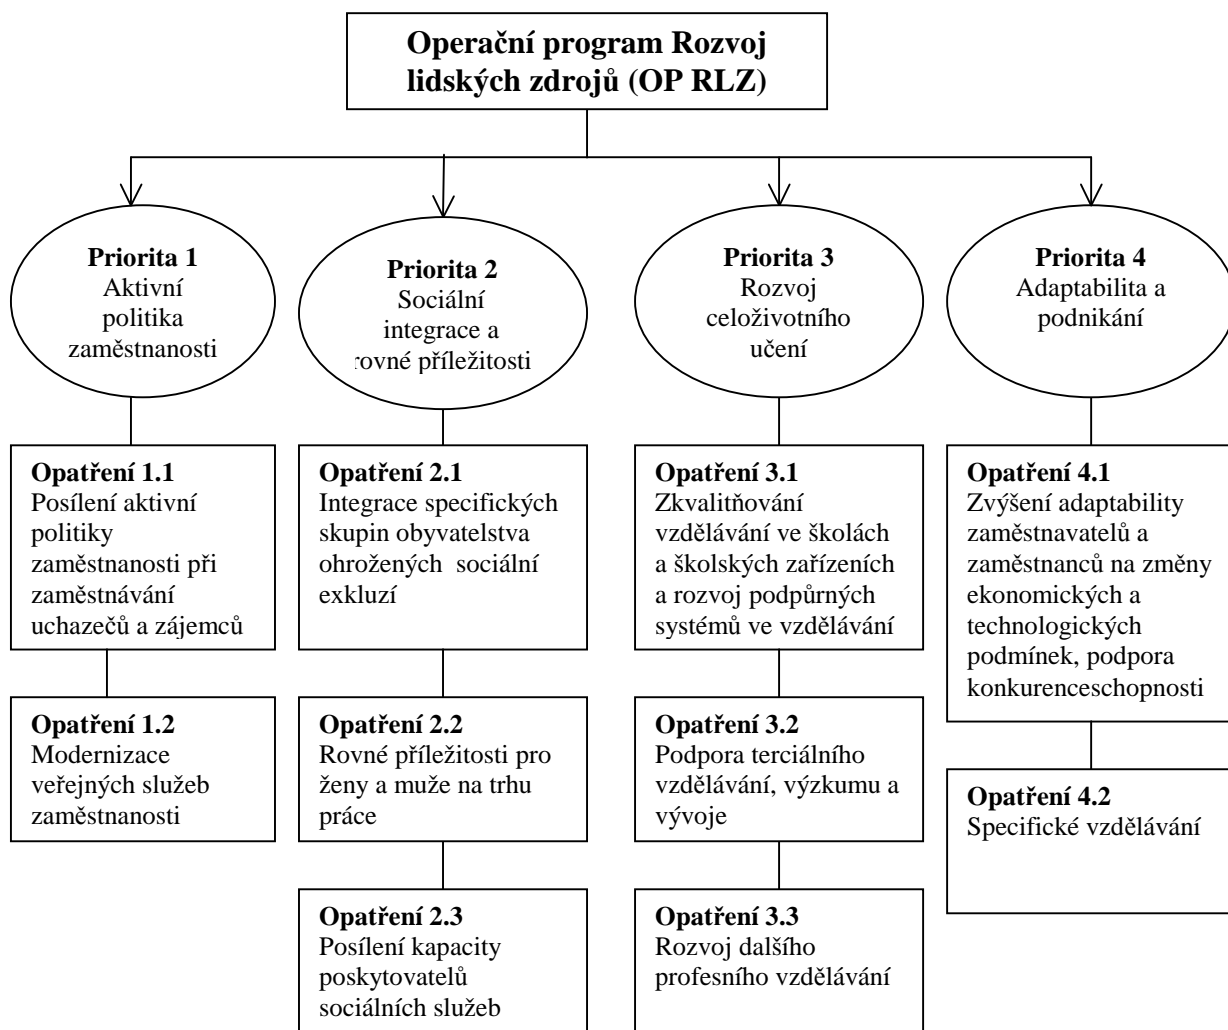 Operační program Rozvoj
lidských zdrojů (OP RLZ)
Priorita 1
Aktivní
politika
zaměstnanosti
Priorita 2
Sociální
integrace a
rovné příležitosti
Priorita 3
Rozvoj
celoživotního
učení
Priorita 4
Adaptabilita a
podnikání
Opatření 1.1
Posílení aktivní
politiky
zaměstnanosti při
zaměstnávání
uchazečů a zájemců
Opatření 2.1
Integrace specifických
skupin obyvatelstva
ohrožených sociální
exkluzí
Opatření 3.1
Zkvalitňování
vzdělávání ve školách
a školských zařízeních
a rozvoj podpůrných
systémů ve vzdělávání
Opatření 4.1
Zvýšení adaptability
zaměstnavatelů a
zaměstnanců na změny
ekonomických a
technologických
podmínek, podpora
konkurenceschopnosti
Opatření 1.2
Modernizace
veřejných služeb
zaměstnanosti
Opatření 2.2
Rovné příležitosti pro
ženy a muže na trhu
práce
Opatření 3.2
Podpora terciálního
vzdělávání, výzkumu a
vývoje
Opatření 4.2
Specifické vzdělávání
Opatření 2.3
Posílení kapacity
poskytovatelů
sociálních služeb
Opatření 3.3
Rozvoj dalšího
profesního vzdělávání